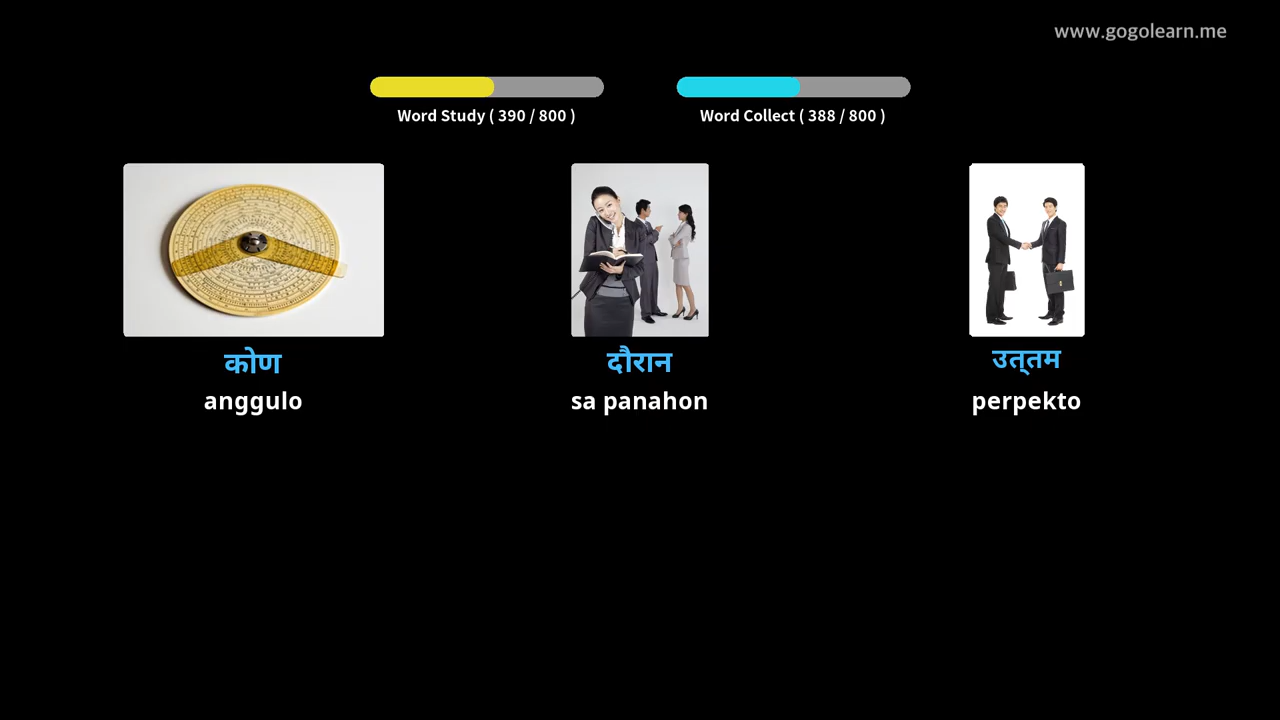 www.gogolearn.me
Word Study ( 390 / 800 )
Word Collect ( 388 / 800 )
कोण
दौरान
उत्‌तम
anggulo
sa panahon
perpekto